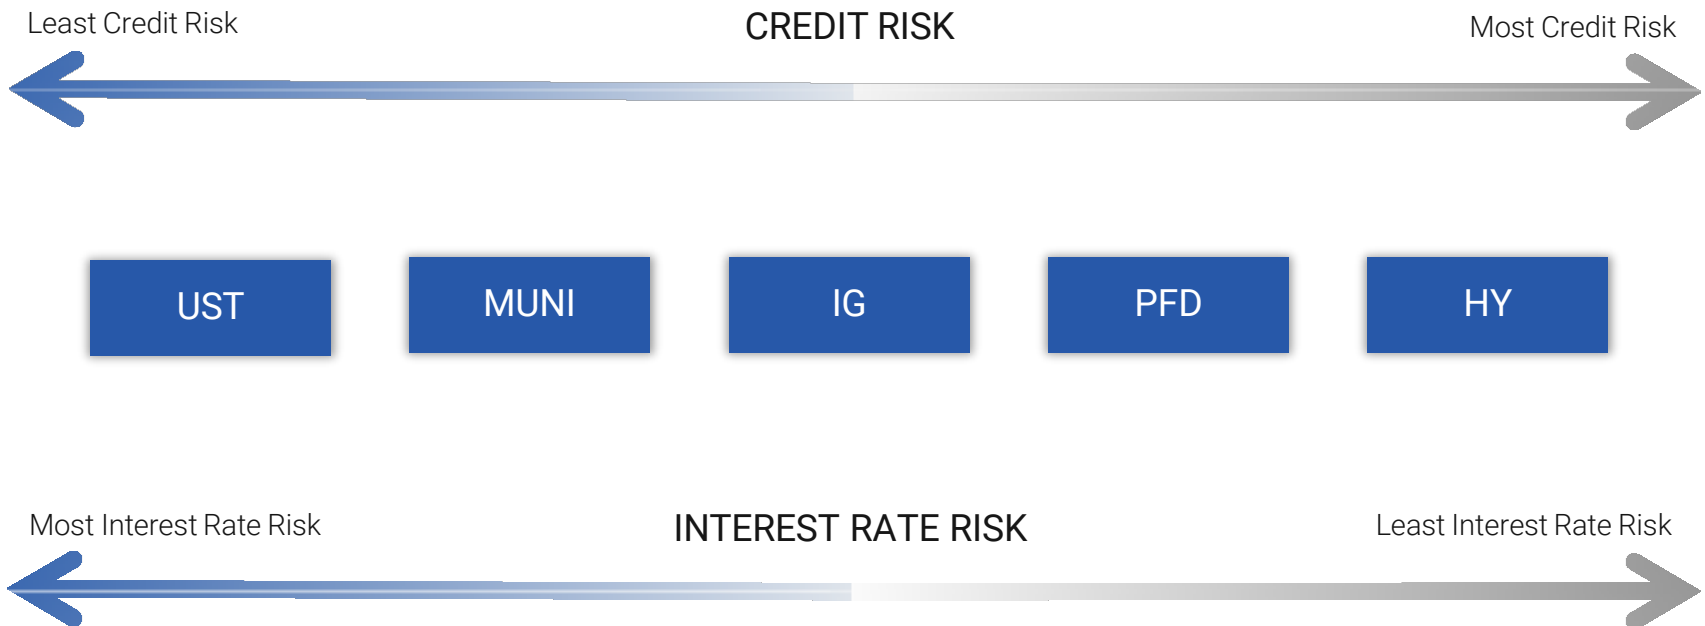 Least Credit Risk
CREDIT RISK
Most Credit Risk
UST
MUNI
IG
PFD
HY
Most Interest Rate Risk
INTEREST RATE RISK
Least Interest Rate Risk